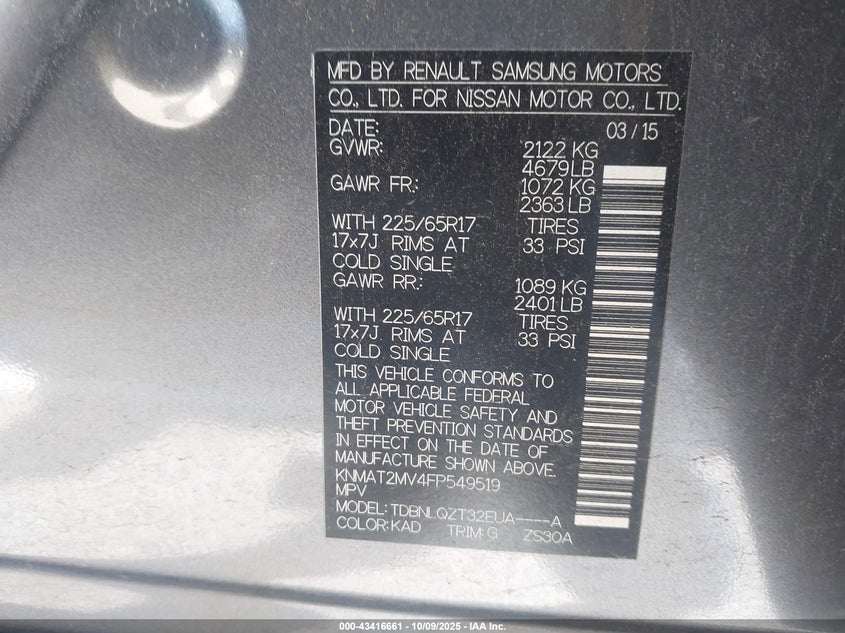 MFD BY RENAULT SAMSUNG MOTORS
CO., LTD. FOR NISSAN MOTOR CO., LTD.
DATE: 03/15
GVWR: 2122 KG
4679 LB
GAWR FR.: 1072 KG
2363 LB
WITH 225/65R17 TIRES
17x7J RIMS AT 33 PSI
COLD SINGLE
GAWR RR.: 1089 KG
2401 LB
WITH 225/65R17 TIRES
17x7J RIMS AT 33 PSI
COLD SINGLE
THIS VEHICLE CONFORMS TO
ALL APPLICABLE FEDERAL
MOTOR VEHICLE SAFETY AND
THEFT PREVENTION STANDARDS
IN EFFECT ON THE DATE OF
MANUFACTURE SHOWN ABOVE.
KNMAT2MV4FP549519
MPV
MODEL: TDBNLQZT32EUA----A
COLOR: KAD TRIM: G ZS30A
000-43416661 - 10/09/2025 - IAA Inc.